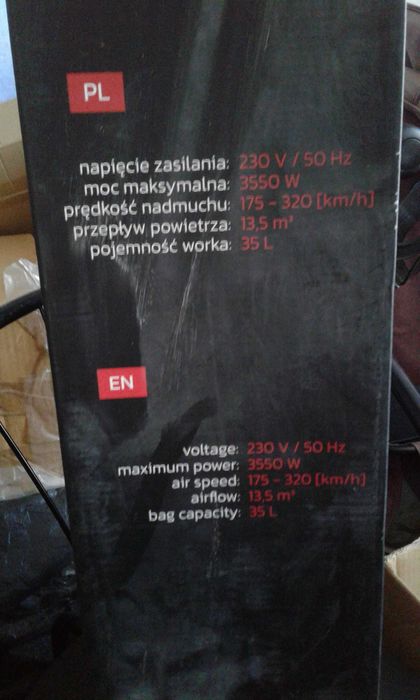 PL
napięcie zasilania: 230 V / 50 Hz
moc maksymalna: 3550 W
prędkość nadmuchu: 175 - 320 [km/h]
przepływ powietrza: 13,5 m³
pojemność worka: 35 L
EN
voltage: 230 V / 50 Hz
maximum power: 3550 W
air speed: 175 - 320 [km/h]
airflow: 13,5 m³
bag capacity: 35 L